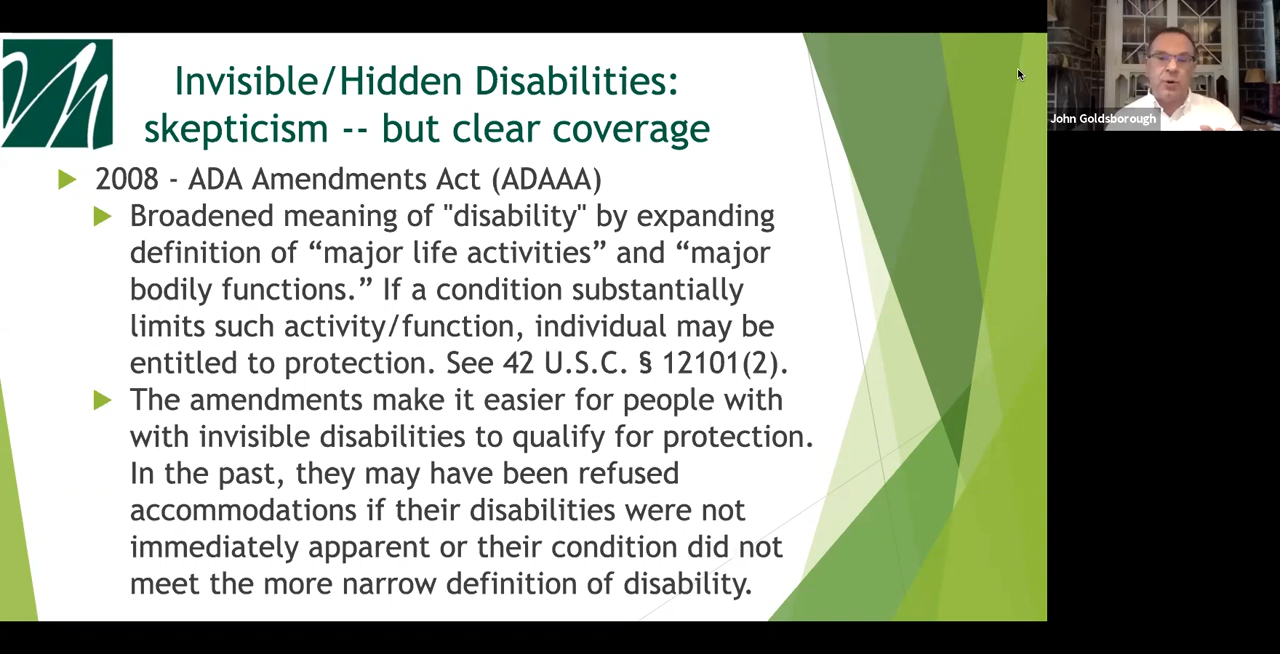 Invisible/Hidden Disabilities:
skepticism -- but clear coverage
2008 - ADA Amendments Act (ADAAA)
Broadened meaning of "disability" by expanding
definition of “major life activities” and “major
bodily functions.” If a condition substantially
limits such activity/function, individual may be
entitled to protection. See 42 U.S.C. § 12101(2).
The amendments make it easier for people with
with invisible disabilities to qualify for protection.
In the past, they may have been refused
accommodations if their disabilities were not
immediately apparent or their condition did not
meet the more narrow definition of disability.
John Goldsborough